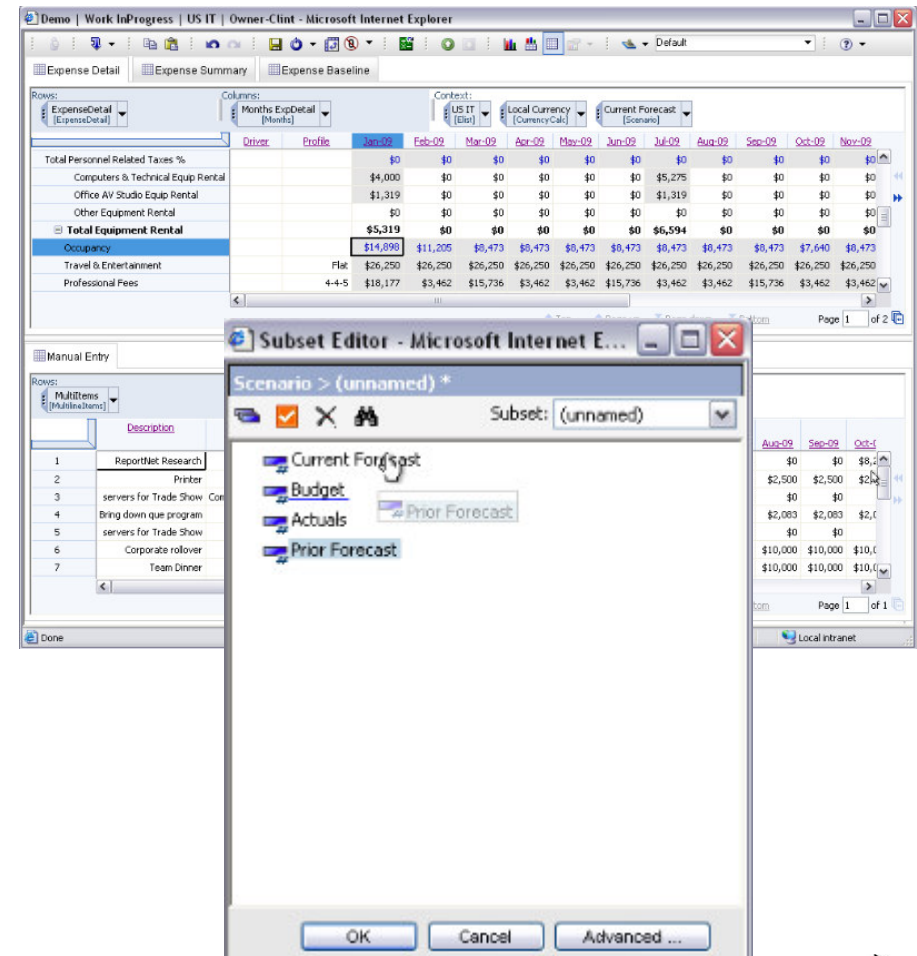 Demo | Work InProgress | US IT | Owner-Clint - Microsoft Internet Explorer
Default
Expense Detail Expense Summary Expense Baseline
Rows: Columns: Context:
ExpenseDetail Months ExpDetail US IT Local Currency Current Forecast
[ExpenseDetail] [Months] [Elist] [CurrencyCalc] [Scenario]
Driver Profile Jan-09 Feb-09 Mar-09 Apr-09 May-09 Jun-09 Jul-09 Aug-09 Sep-09 Oct-09 Nov-09
Total Personnel Related Taxes % $0 $0 $0 $0 $0 $0 $0 $0 $0 $0 $0
Computers & Technical Equip Rental $4,000 $0 $0 $0 $0 $0 $5,275 $0 $0 $0 $0
Office AV Studio Equip Rental $1,319 $0 $0 $0 $0 $0 $1,319 $0 $0 $0 $0
Other Equipment Rental $0 $0 $0 $0 $0 $0 $0 $0 $0 $0 $0
Total Equipment Rental $5,319 $0 $0 $0 $0 $0 $6,594 $0 $0 $0 $0
Occupancy $14,898 $11,205 $8,473 $8,473 $8,473 $8,473 $8,473 $8,473 $8,473 $7,640 $8,473
Travel & Entertainment Flat $26,250 $26,250 $26,250 $26,250 $26,250 $26,250 $26,250 $26,250 $26,250 $26,250 $26,250
Professional Fees 4-4-5 $18,177 $3,462 $15,736 $3,462 $3,462 $15,736 $3,462 $3,462 $15,736 $3,462 $3,462
Page 1 of 2
Subset Editor - Microsoft Internet E...
Scenario > (unnamed) *
Subset: (unnamed)
Current Forecast
Budget
Prior Forecast
Actuals
Prior Forecast
OK Cancel Advanced ...
Manual Entry
Rows:
MultiItems
[MultilineItems]
Description Aug-09 Sep-09
1 ReportNet Research $0 $0
2 Printer $2,500 $2,500
3 servers for Trade Show $0 $0
4 Bring down que program $2,083 $2,083
5 servers for Trade Show $0 $0
6 Corporate rollover $10,000 $10,000
7 Team Dinner $10,000 $10,000
Page 1 of 1
Done Local intranet